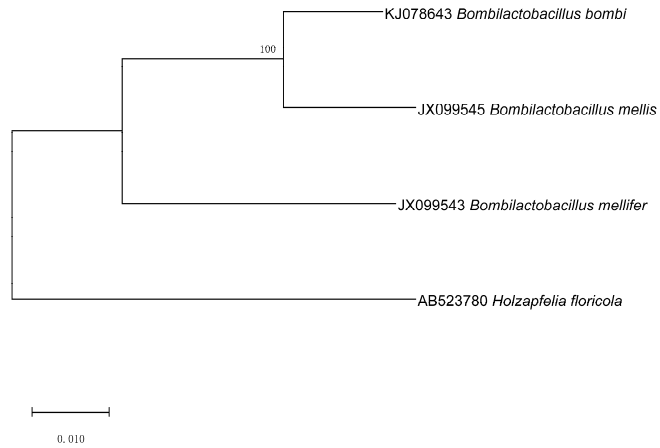 KJ078643 Bombilactobacillus bombi
100
JX099545 Bombilactobacillus mellis
JX099543 Bombilactobacillus mellifer
AB523780 Holzapfelia floricola
0.010